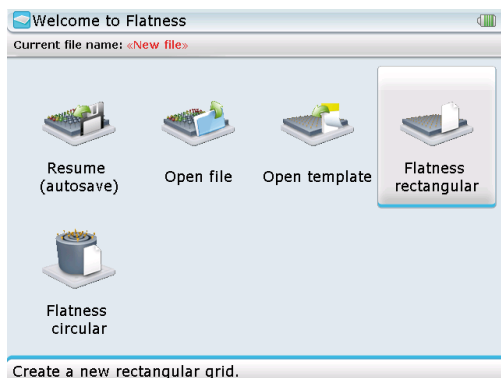 Welcome to Flatness
Current file name: «New file»
Resume
(autosave)
Open file
Open template
Flatness
rectangular
Flatness
circular
Create a new rectangular grid.